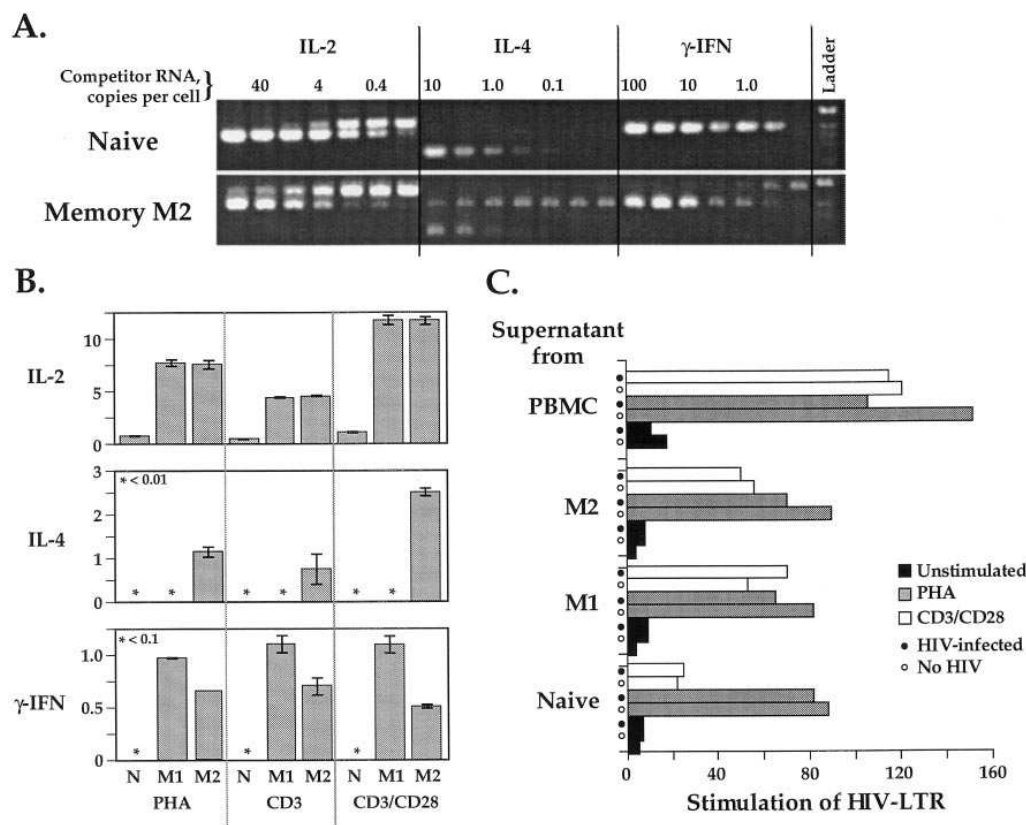 A.
IL-2 IL-4 γ-IFN Ladder
Competitor RNA, copies per cell } 40 4 0.4 10 1.0 0.1 100 10 1.0
Naive
Memory M2
B.
IL-2
10
5
0
IL-4
* < 0.01
3
2
1
0
γ-IFN
* < 0.1
1.0
0.5
0
* * * * * *
* * *
N M1 M2 N M1 M2 N M1 M2
PHA CD3 CD3/CD28
C.
Supernatant
from
PBMC
M2
M1
Naive
■ Unstimulated
PHA
□ CD3/CD28
● HIV-infected
○ No HIV
0 40 80 120 160
Stimulation of HIV-LTR